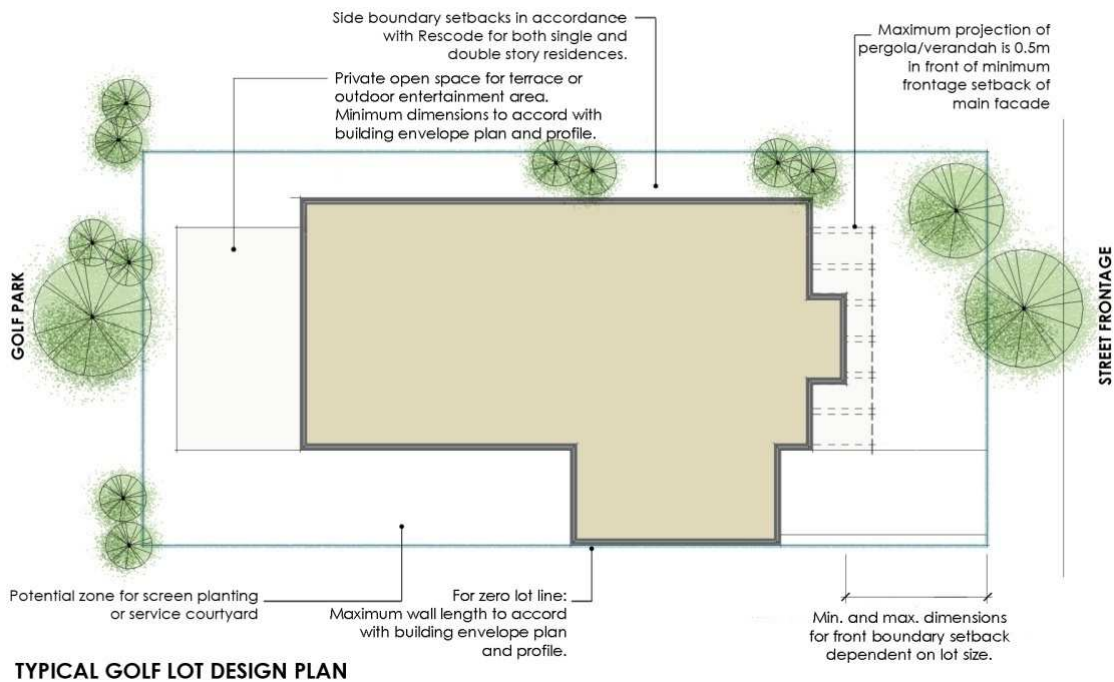 Side boundary setbacks in accordance
with Rescode for both single and
double story residences.
Maximum projection of
pergola/verandah is 0.5m
in front of minimum
frontage setback of
main facade
Private open space for terrace or
outdoor entertainment area.
Minimum dimensions to accord with
building envelope plan and profile.
GOLF PARK
STREET FRONTAGE
Potential zone for screen planting
or service courtyard
For zero lot line:
Maximum wall length to accord
with building envelope plan
and profile.
Min. and max. dimensions
for front boundary setback
dependent on lot size.
TYPICAL GOLF LOT DESIGN PLAN